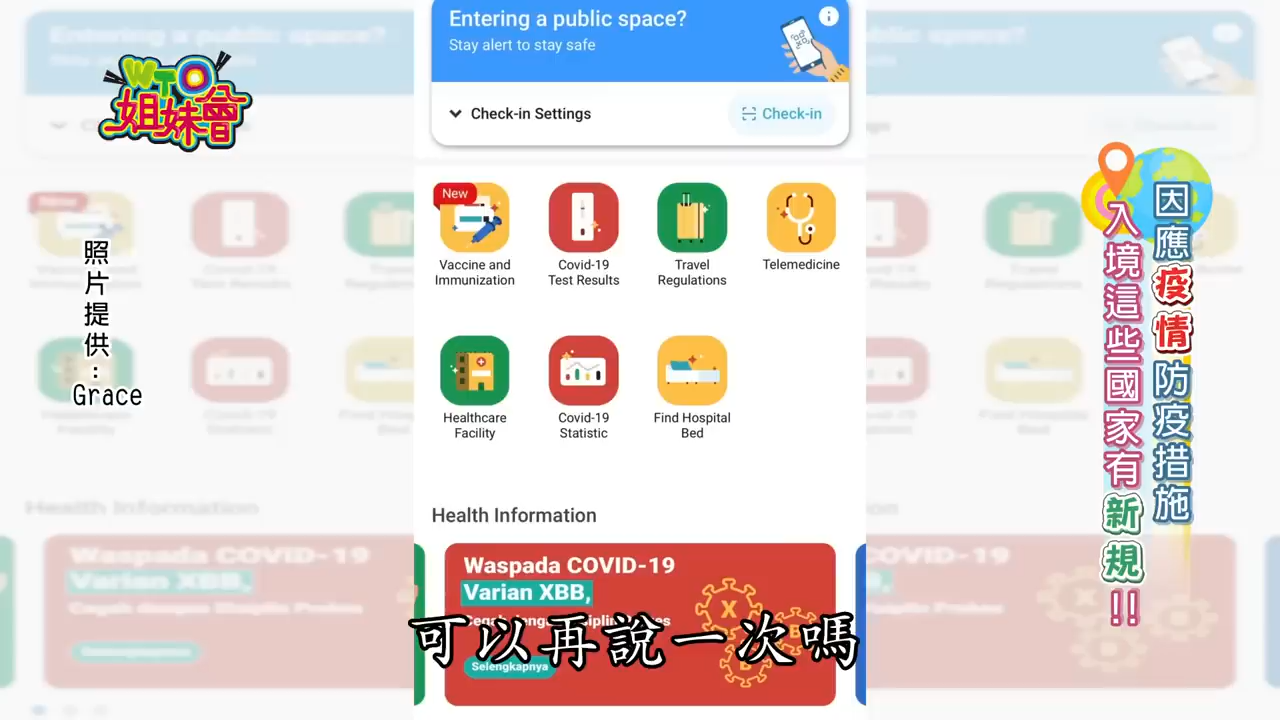 WTO
姐妹會
照片提供：
Grace
Entering a public space?
Stay alert to stay safe
Check-in Settings
Check-in
New
Vaccine and
Immunization
Covid-19
Test Results
Travel
Regulations
Telemedicine
Healthcare
Facility
Covid-19
Statistic
Find Hospital
Bed
Health Information
Waspada COVID-19
Varian XBB,
Selengkapnya
可以再說一次嗎
因應疫情防疫措施
入境這些國家有新規!!